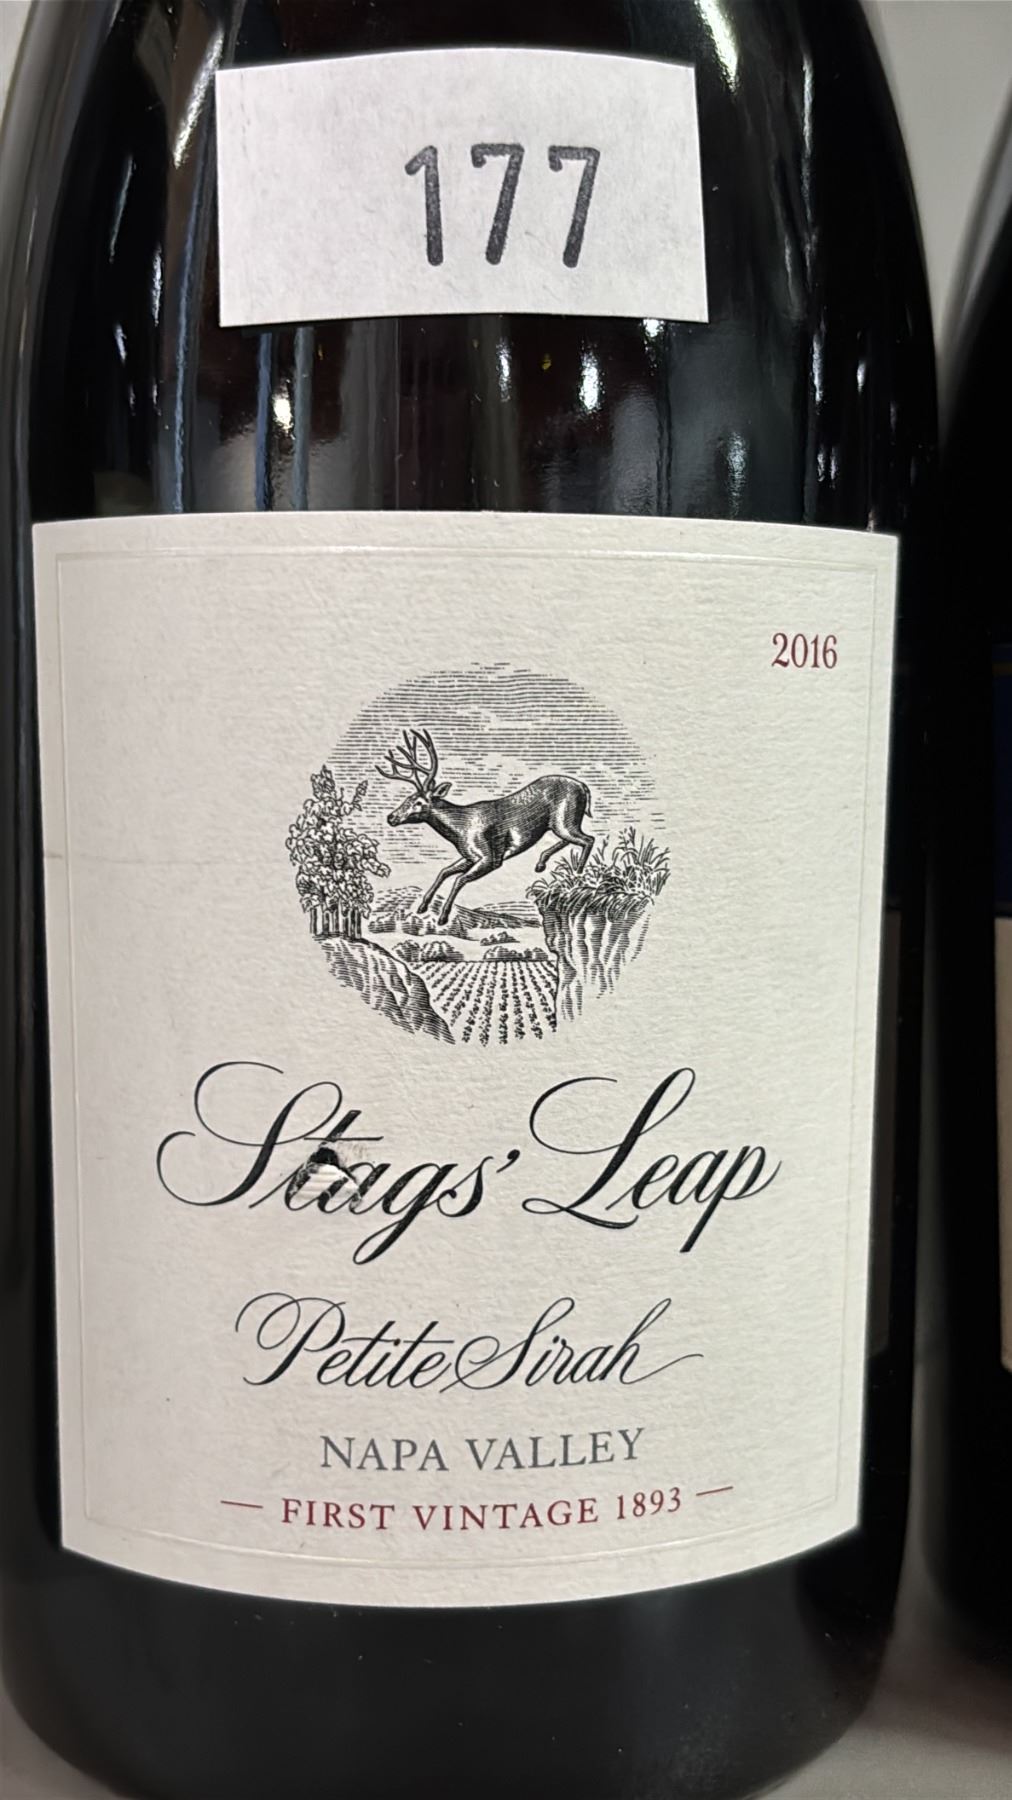 177
2016
Stags' Leap
Petite Sirah
NAPA VALLEY
— FIRST VINTAGE 1893 —